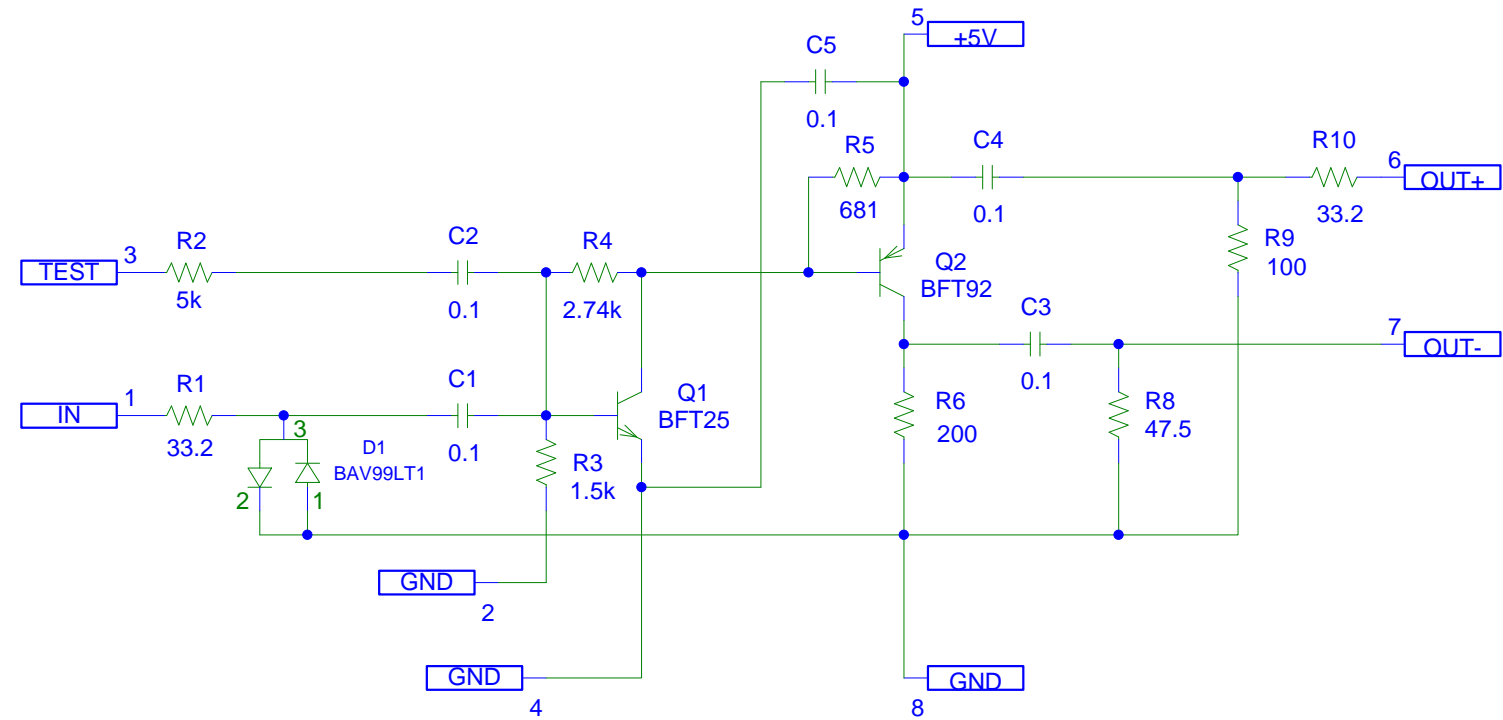 5
+5V
C5
0.1
R5
681
C4
0.1
R10
33.2
6
OUT+
R9
100
TEST
3
R2
5k
C2
0.1
R4
2.74k
Q2
BFT92
C3
0.1
7
OUT-
IN
1
R1
33.2
C1
0.1
Q1
BFT25
R6
200
R8
47.5
3
D1
BAV99LT1
2
1
R3
1.5k
GND
2
GND
4
GND
8